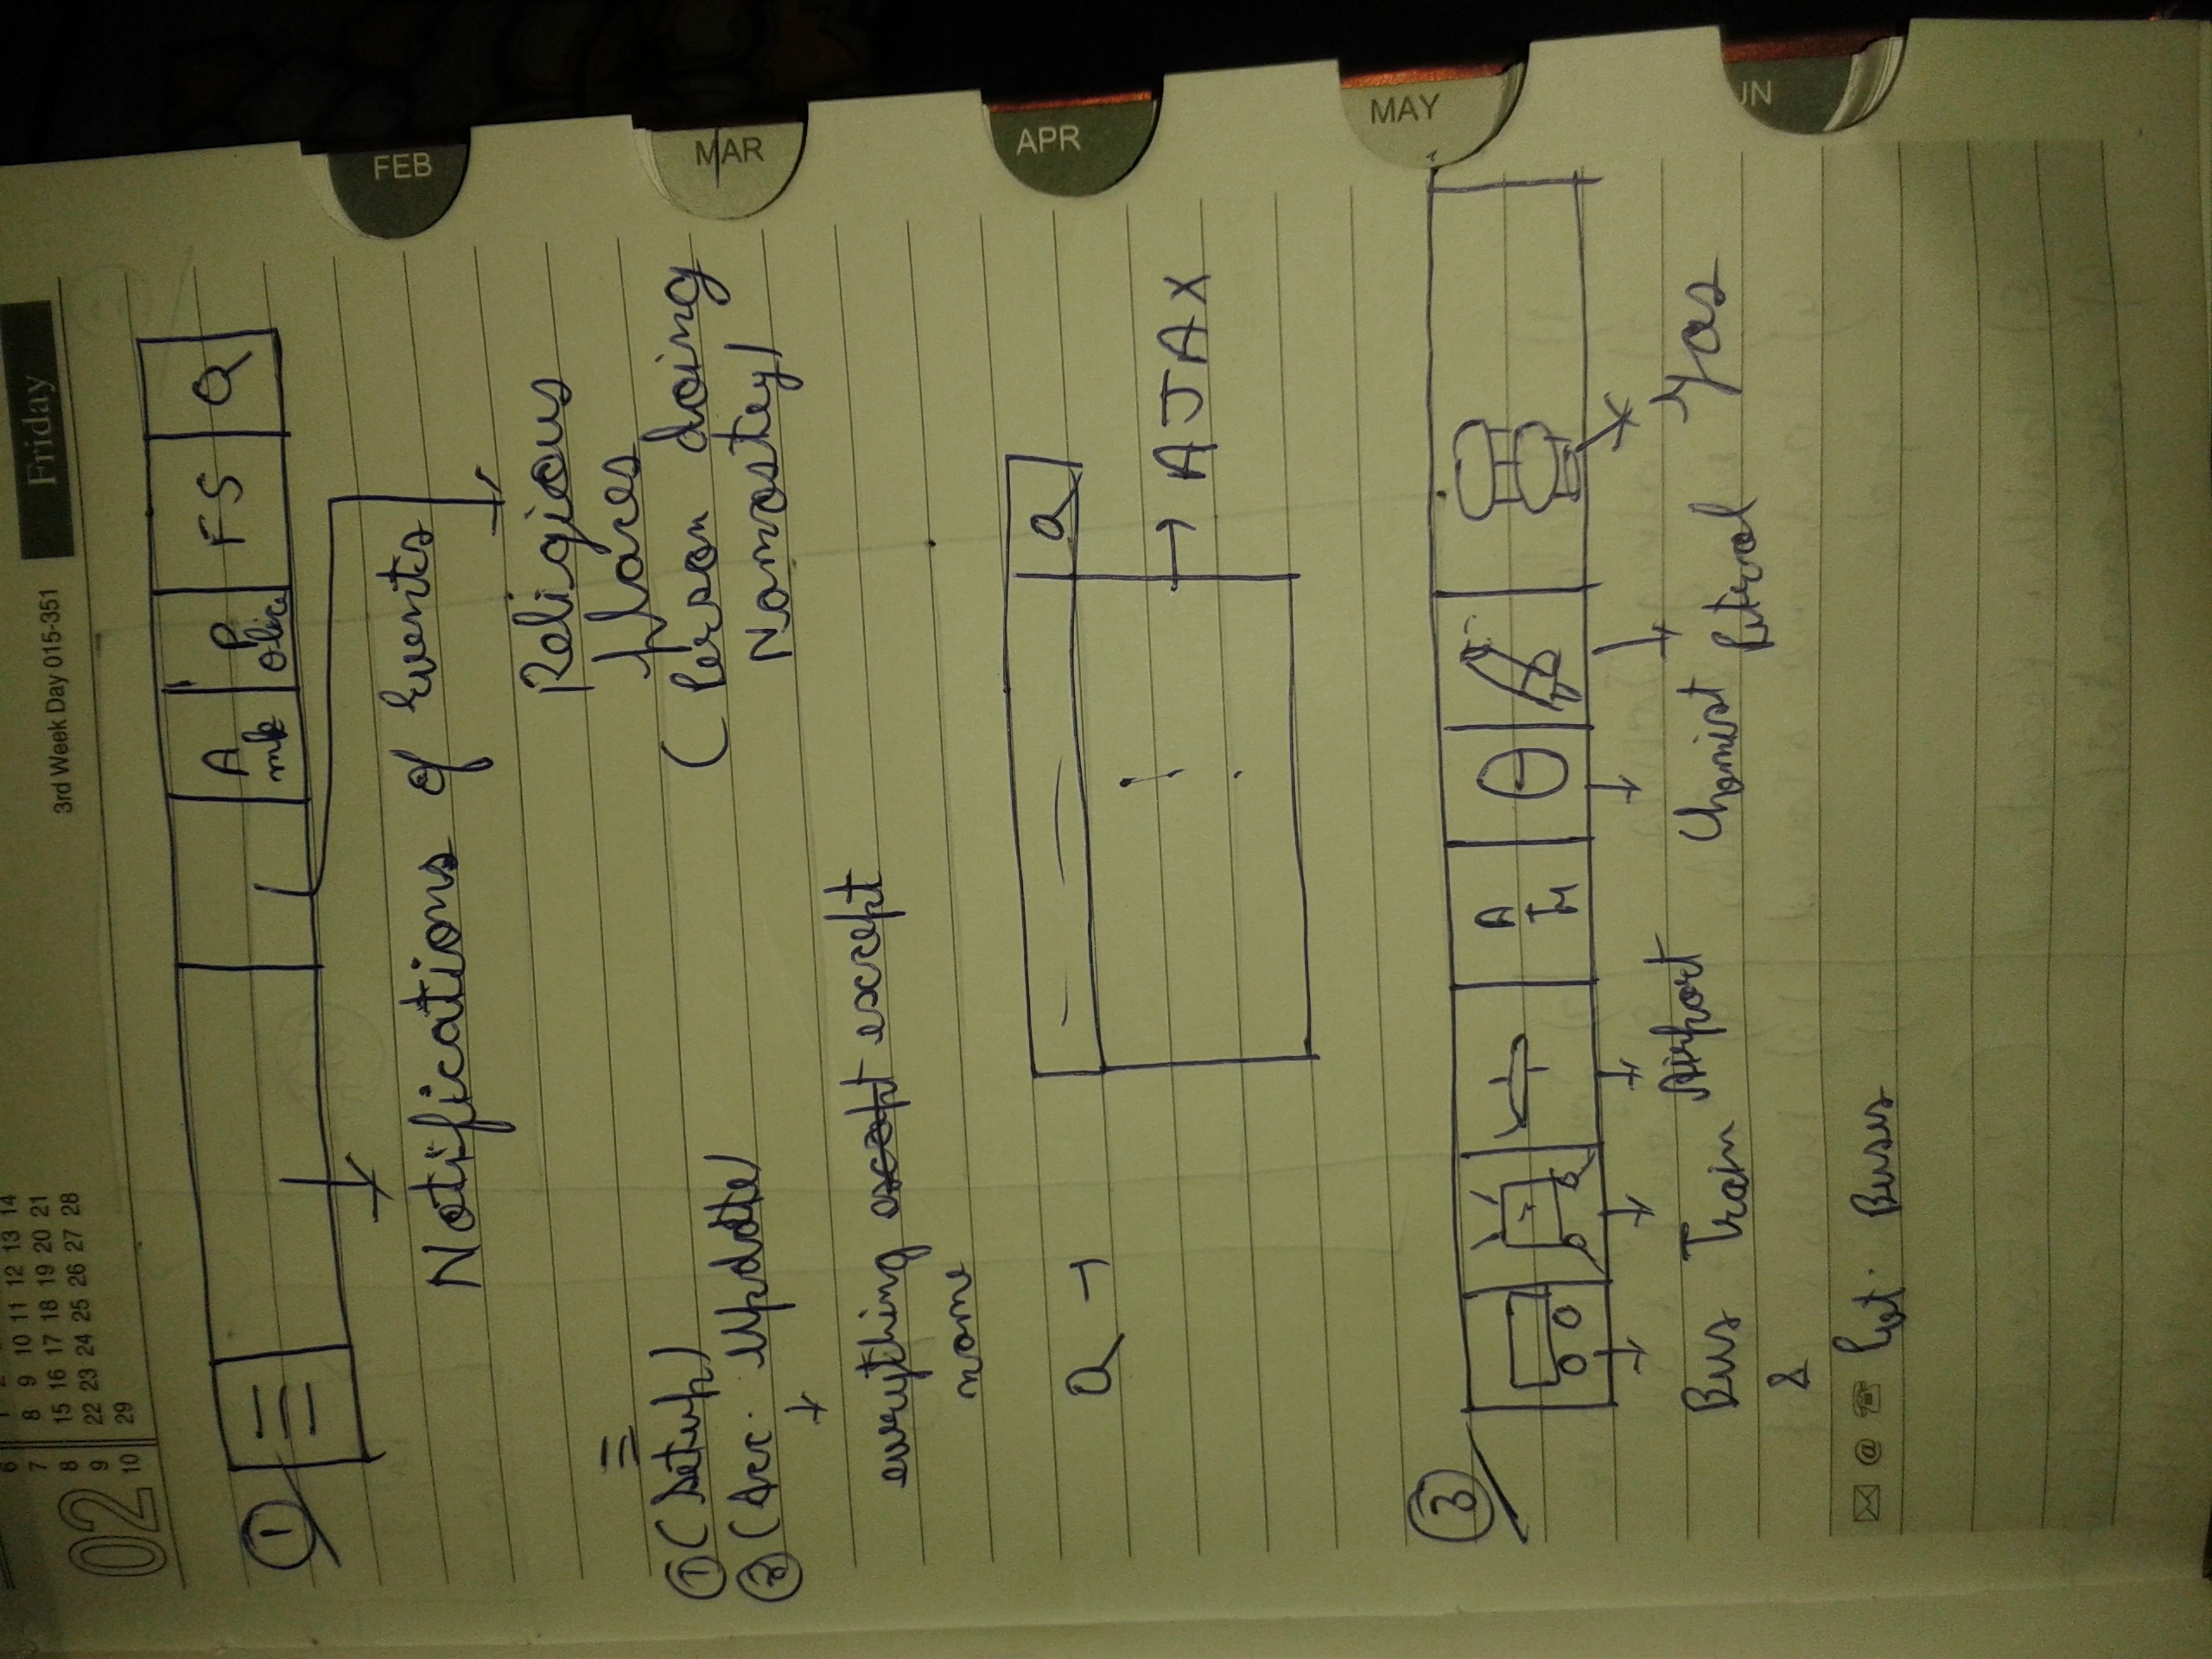 6 1
7 8 9 10 11 12 13 14
8 15 16 17 18 19 20 21
9 22 23 24 25 26 27 28
10 29
02
3rd Week Day 015-351
Friday
1
A P FS Q
olice
Notifications of Events
FEB
Religious
places
(Person doing
Namastey)
1 (Setup)
2 (Acc. Update)
everything except except
name
MAR
Q
Q
AJAX
APR
MAY
3
A
T
M
Bus Train Airport Chemist Petrol Gas
&
Pvt. Buses
UN